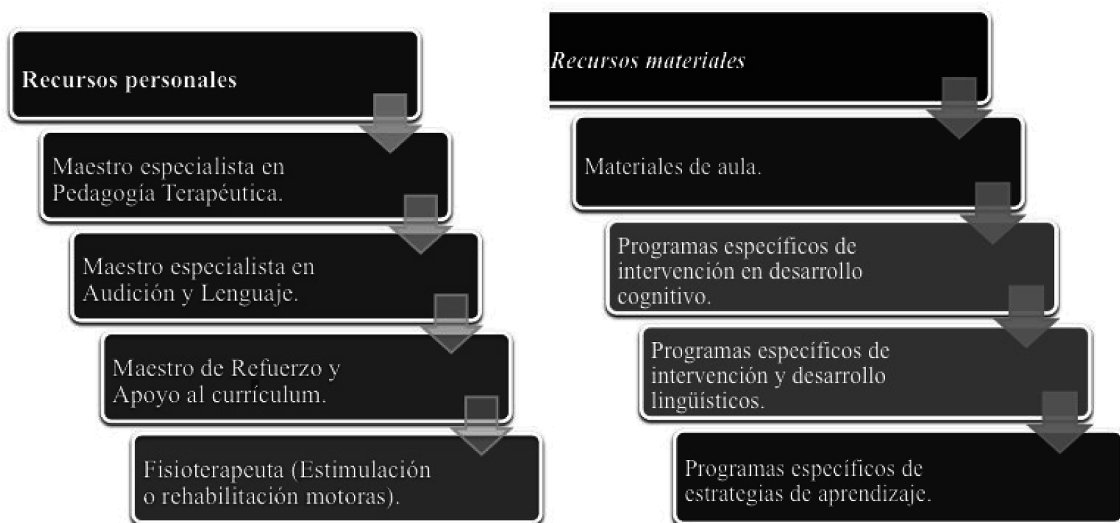 Recursos personales
Maestro especialista en
Pedagogía Terapéutica.
Maestro especialista en
Audición y Lenguaje.
Maestro de Refuerzo y
Apoyo al currículum.
Fisioterapeuta (Estimulación
o rehabilitación motoras).
Recursos materiales
Materiales de aula.
Programas específicos de
intervención en desarrollo
cognitivo.
Programas específicos de
intervención y desarrollo
lingüísticos.
Programas específicos de
estrategias de aprendizaje.